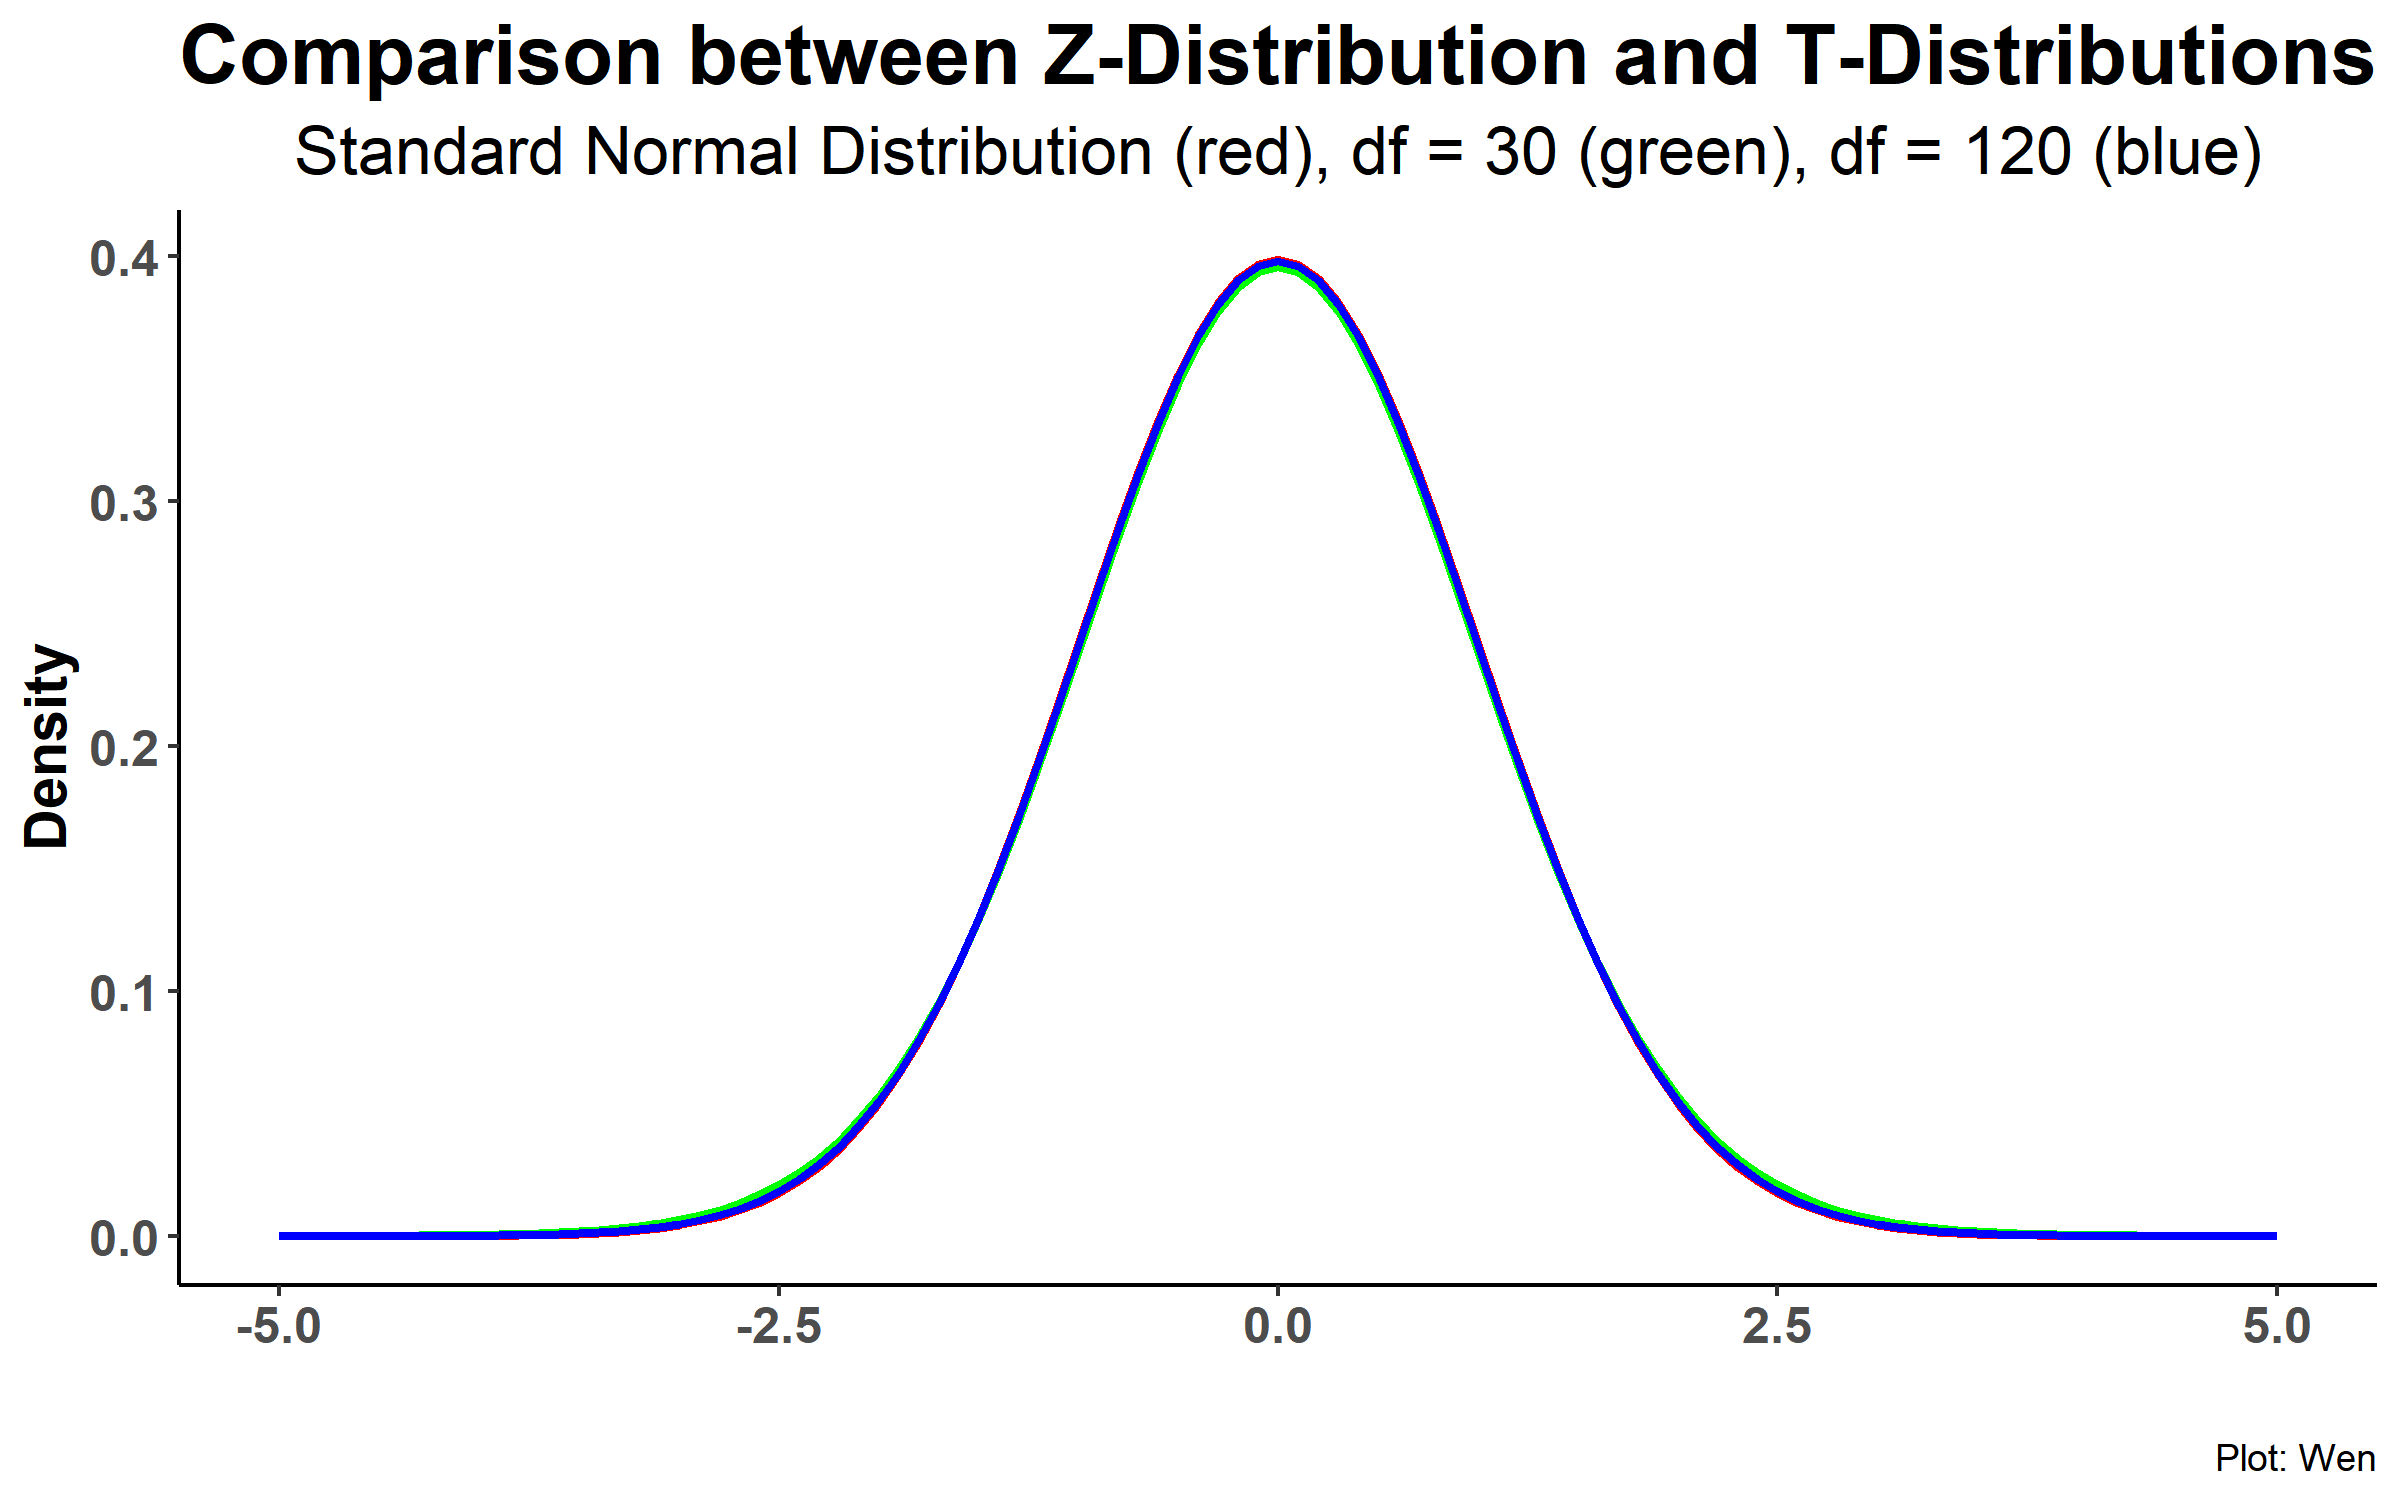 Comparison between Z-Distribution and T-Distributions
Standard Normal Distribution (red), df = 30 (green), df = 120 (blue)
0.4
0.3
0.2
0.1
0.0
Density
-5.0
-2.5
0.0
2.5
5.0
Plot: Wen